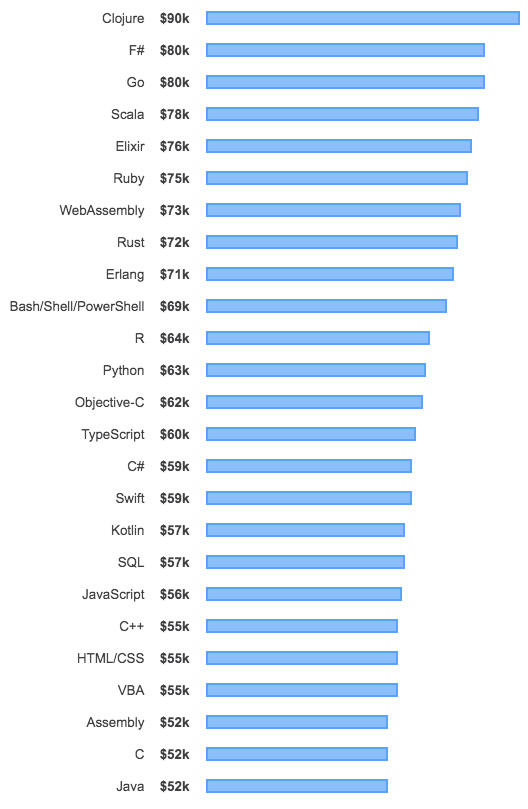 Clojure $90k
F# $80k
Go $80k
Scala $78k
Elixir $76k
Ruby $75k
WebAssembly $73k
Rust $72k
Erlang $71k
Bash/Shell/PowerShell $69k
R $64k
Python $63k
Objective-C $62k
TypeScript $60k
C# $59k
Swift $59k
Kotlin $57k
SQL $57k
JavaScript $56k
C++ $55k
HTML/CSS $55k
VBA $55k
Assembly $52k
C $52k
Java $52k